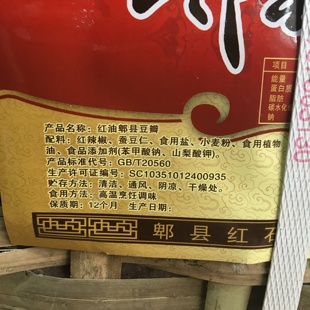 项目
能量
蛋白质
脂肪
碳水化
钠
产品名称：红油郫县豆瓣
配料：红辣椒、蚕豆仁、食用盐、小麦粉、食用植物
油、食品添加剂(苯甲酸钠、山梨酸钾)。
产品标准代号：GB/T20560
生产许可证编号：SC10351012400935
贮存方法：清洁、通风、阴凉、干燥处。
食用方法：高温烹饪调味
保质期：12个月 生产日期：
郫县红